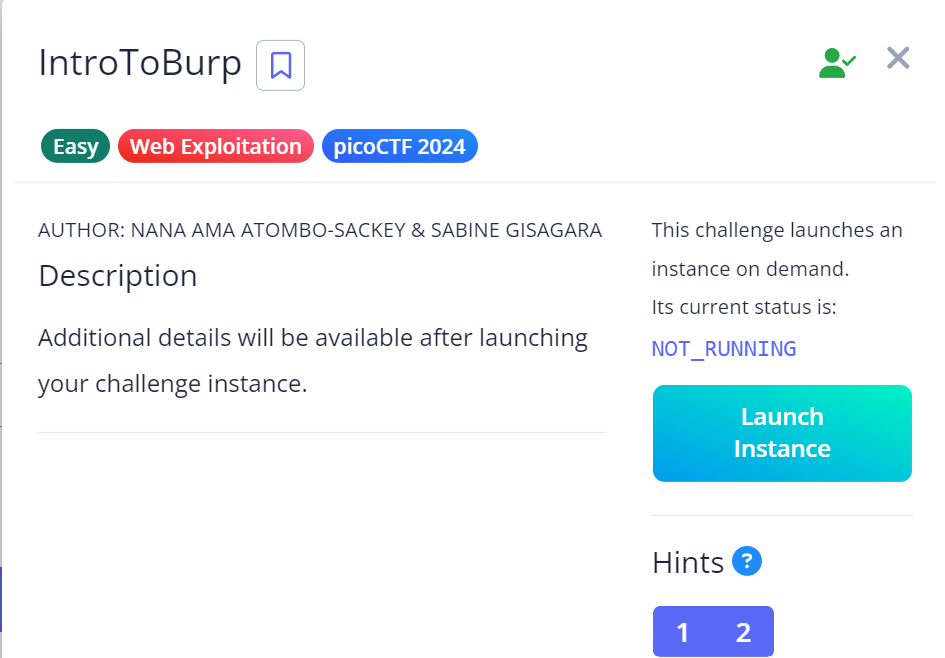 IntroToBurp
Easy Web Exploitation picoCTF 2024
AUTHOR: NANA AMA ATOMBO-SACKEY & SABINE GISAGARA
Description
Additional details will be available after launching
your challenge instance.
This challenge launches an
instance on demand.
Its current status is:
NOT_RUNNING
Launch
Instance
Hints ?
1 2